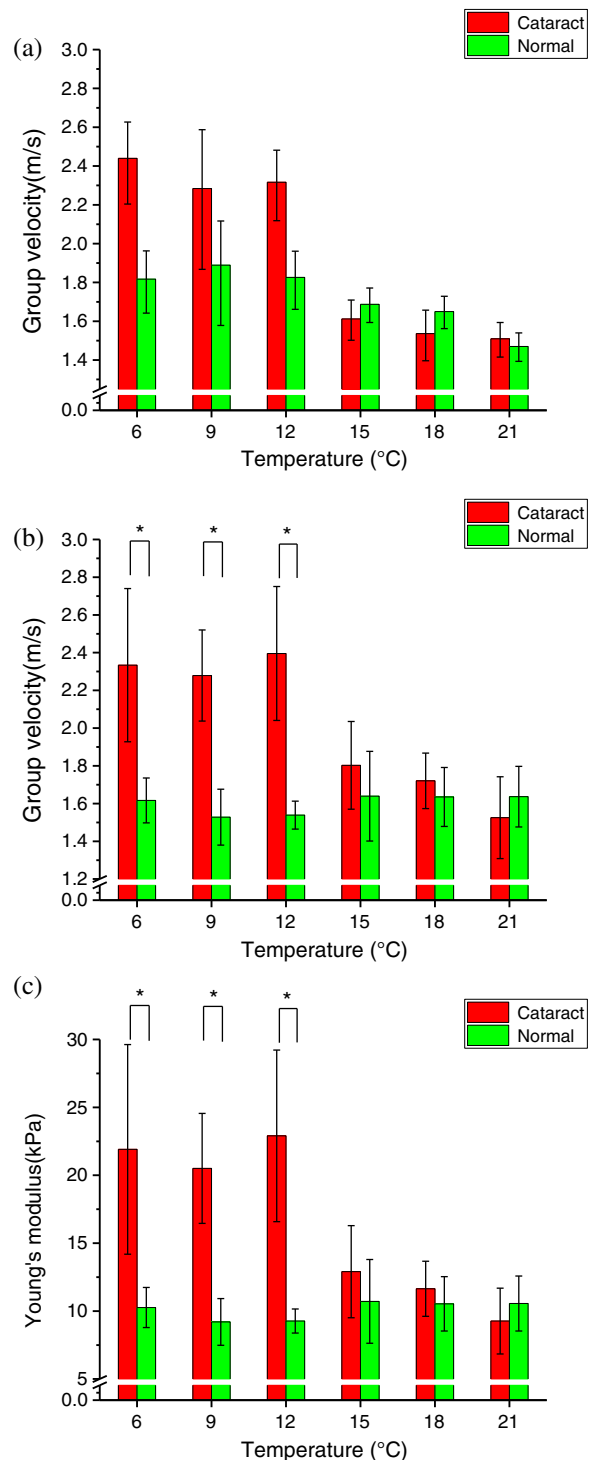 (a)
Cataract
Normal
3.0
2.8
2.6
2.4
2.2
2.0
1.8
1.6
1.4
0.0
Group velocity(m/s)
6 9 12 15 18 21
Temperature (°C)
(b)
Cataract
Normal
* * *
3.0
2.8
2.6
2.4
2.2
2.0
1.8
1.6
1.4
1.2
0.0
Group velocity(m/s)
6 9 12 15 18 21
Temperature (°C)
(c)
* * *
Cataract
Normal
30
25
20
15
10
5
0.0
Young's modulus(kPa)
6 9 12 15 18 21
Temperature (°C)